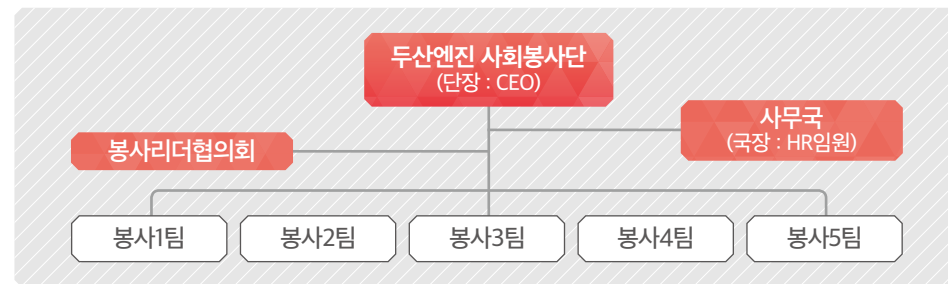 두산엔진 사회봉사단
(단장 : CEO)
사무국
(국장 : HR임원)
봉사리더협의회
봉사1팀
봉사2팀
봉사3팀
봉사4팀
봉사5팀